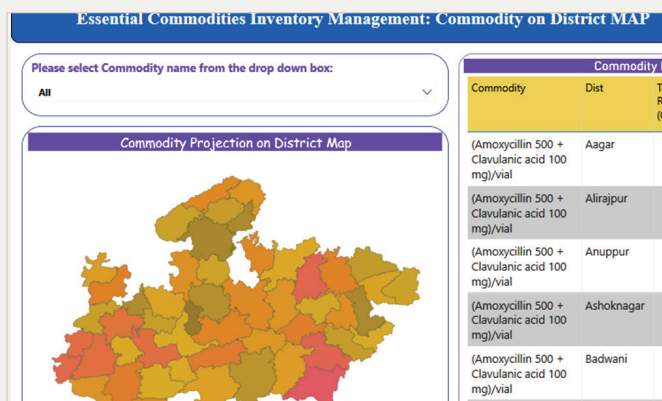 Essential Commodities Inventory Management: Commodity on District MAP
Please select Commodity name from the drop down box:
All
Commodity Projection on District Map
Commodity
Commodity Dist
(Amoxycillin 500 + Aagar
Clavulanic acid 100
mg)/vial
(Amoxycillin 500 + Alirajpur
Clavulanic acid 100
mg)/vial
(Amoxycillin 500 + Anuppur
Clavulanic acid 100
mg)/vial
(Amoxycillin 500 + Ashoknagar
Clavulanic acid 100
mg)/vial
(Amoxycillin 500 + Badwani
Clavulanic acid 100
mg)/vial